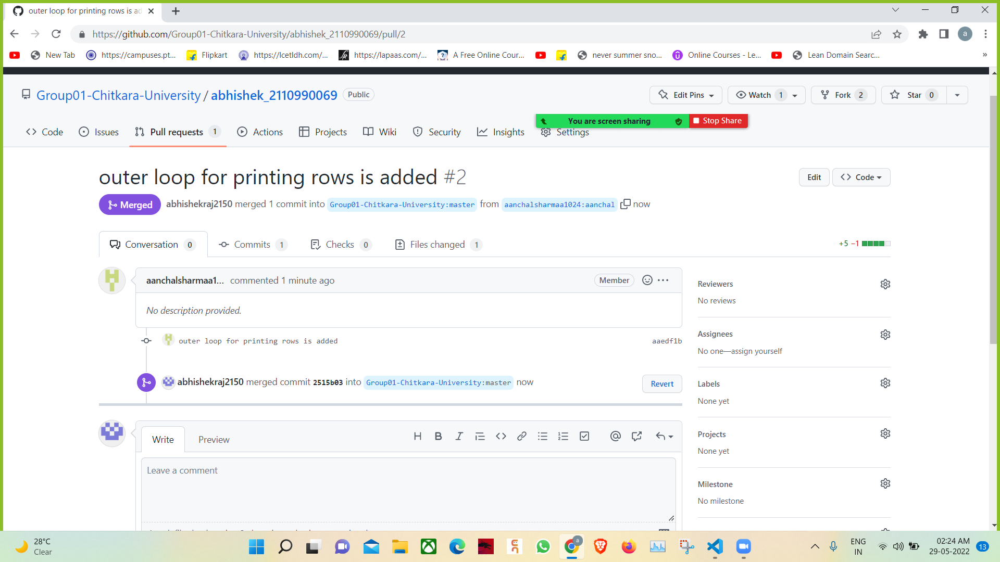 outer loop for printing rows is ad
https://github.com/Group01-Chitkara-University/abhishek_2110990069/pull/2
a
New Tab
https://campuses.pt...
Flipkart
https://lcetldh.com/...
https://lapaas.com/...
A Free Online Cour...
never summer sno...
Online Courses - Le...
Lean Domain Searc...
»
Group01-Chitkara-University / abhishek_2110990069 Public
Edit Pins
Watch 1
Fork 2
Star 0
You are screen sharing
Stop Share
Code
Issues
Pull requests 1
Actions
Projects
Wiki
Security
Insights
Settings
outer loop for printing rows is added #2
Edit
Code
Merged
abhishekraj2150 merged 1 commit into Group01-Chitkara-University:master from aanchalsharmaa1024:aanchal now
Conversation 0
Commits 1
Checks 0
Files changed 1
+5 −1
aanchalsharmaa1... commented 1 minute ago
Member
No description provided.
outer loop for printing rows is added
aaedf1b
abhishekraj2150 merged commit 2515b03 into Group01-Chitkara-University:master now
Revert
Reviewers
No reviews
Assignees
No one—assign yourself
Labels
None yet
Projects
None yet
Milestone
No milestone
Write
Preview
Leave a comment
28°C
Clear
ENG
IN
02:24 AM
29-05-2022
13